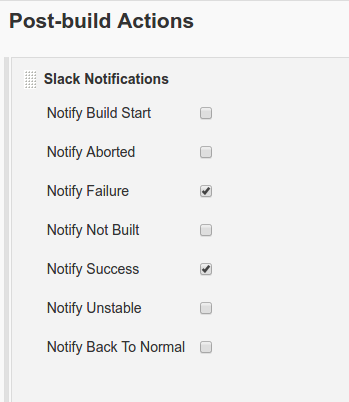 Post-build Actions
Slack Notifications
Notify Build Start
Notify Aborted
Notify Failure
Notify Not Built
Notify Success
Notify Unstable
Notify Back To Normal